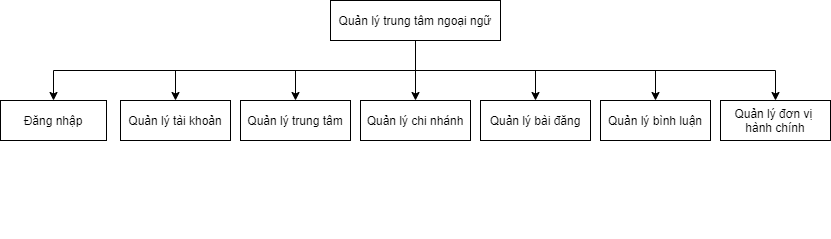 Quản lý trung tâm ngoại ngữ
Đăng nhập
Quản lý tài khoản
Quản lý trung tâm
Quản lý chi nhánh
Quản lý bài đăng
Quản lý bình luận
Quản lý đơn vị
hành chính